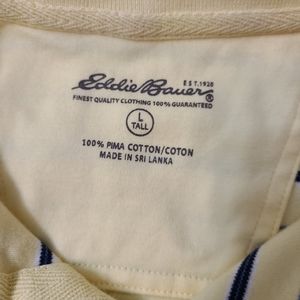 EST. 1920
Eddie Bauer®
FINEST QUALITY CLOTHING 100% GUARANTEED
L
TALL
100% PIMA COTTON/COTON
MADE IN SRI LANKA